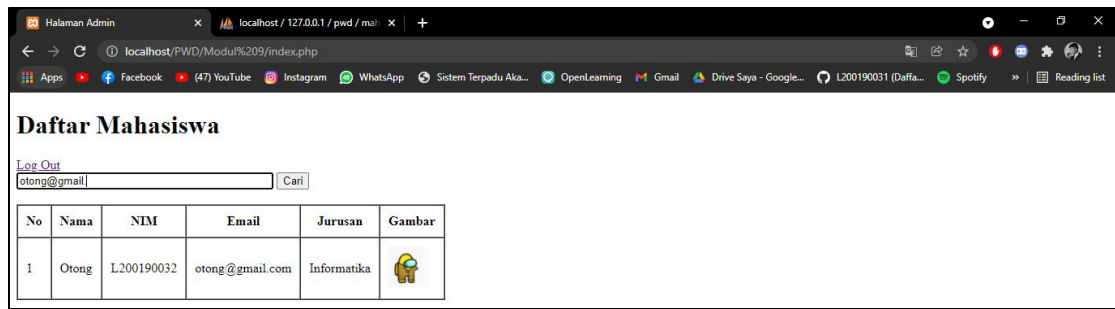 Halaman Admin
localhost / 127.0.0.1 / pwd / mah
localhost/PWD/Modul%209/index.php
Apps Facebook (47) YouTube Instagram WhatsApp Sistem Terpadu Aka... OpenLearning Gmail Drive Saya - Google... L200190031 (Daffa... Spotify » Reading list
Daftar Mahasiswa
Log Out
otong@gmail. Cari
No Nama NIM Email Jurusan Gambar
1 Otong L200190032 otong@gmail.com Informatika